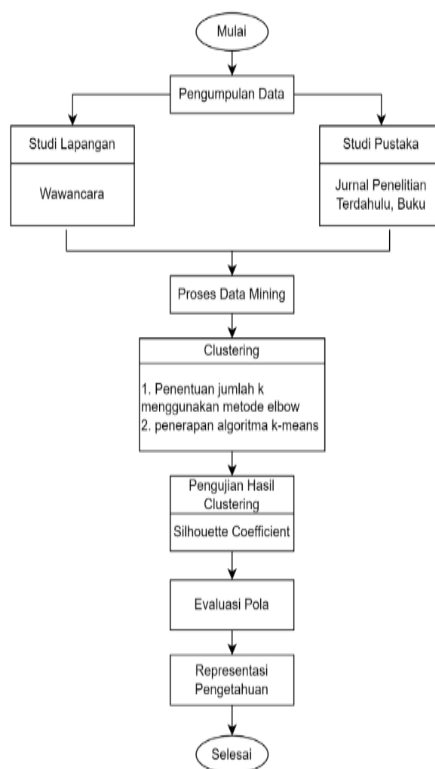 Mulai
Pengumpulan Data
Studi Lapangan
Wawancara
Studi Pustaka
Jurnal Penelitian
Terdahulu, Buku
Proses Data Mining
Clustering
1. Penentuan jumlah k
menggunakan metode elbow
2. penerapan algoritma k-means
Pengujian Hasil
Clustering
Silhouette Coefficient
Evaluasi Pola
Representasi
Pengetahuan
Selesai